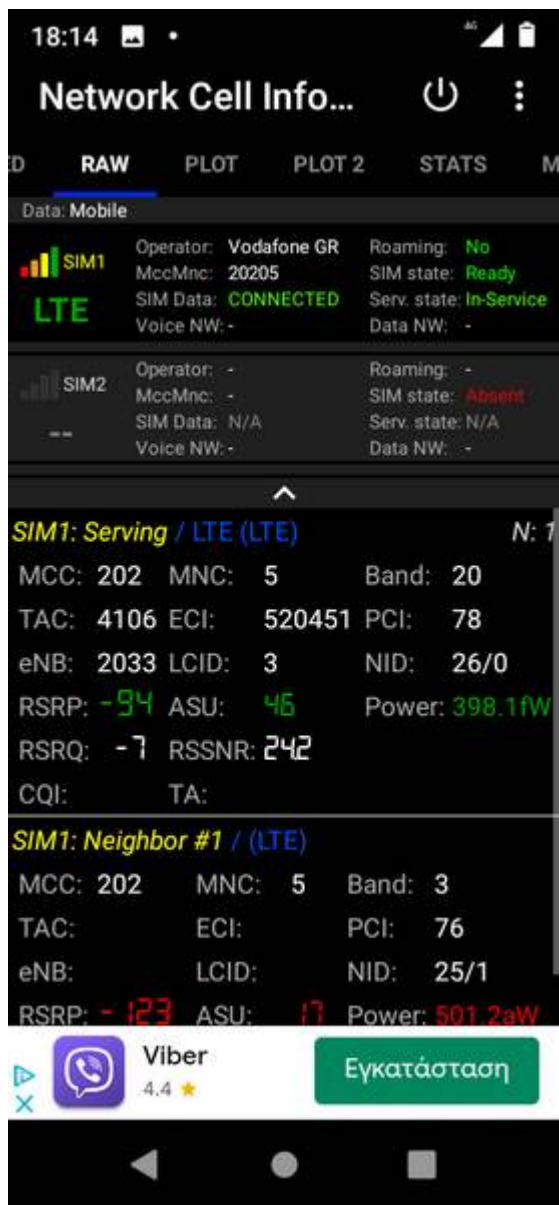 18:14 4G
Network Cell Info...
ED RAW PLOT PLOT 2 STATS M
Data: Mobile
SIM1
LTE
Operator: Vodafone GR Roaming: No
MccMnc: 20205 SIM state: Ready
SIM Data: CONNECTED Serv. state: In-Service
Voice NW: - Data NW: -
SIM2
--
Operator: - Roaming: -
MccMnc: - SIM state: Absent
SIM Data: N/A Serv. state: N/A
Voice NW: - Data NW: -
SIM1: Serving / LTE (LTE) N: 1
MCC: 202 MNC: 5 Band: 20
TAC: 4106 ECI: 520451 PCI: 78
eNB: 2033 LCID: 3 NID: 26/0
RSRP: -94 ASU: 46 Power: 398.1fW
RSRQ: -7 RSSNR: 24.2
CQI: TA:
SIM1: Neighbor #1 / (LTE)
MCC: 202 MNC: 5 Band: 3
TAC: ECI: PCI: 76
eNB: LCID: NID: 25/1
RSRP: -123 ASU: 17 Power: 501.2aW
Viber
4.4 ★
Εγκατάσταση